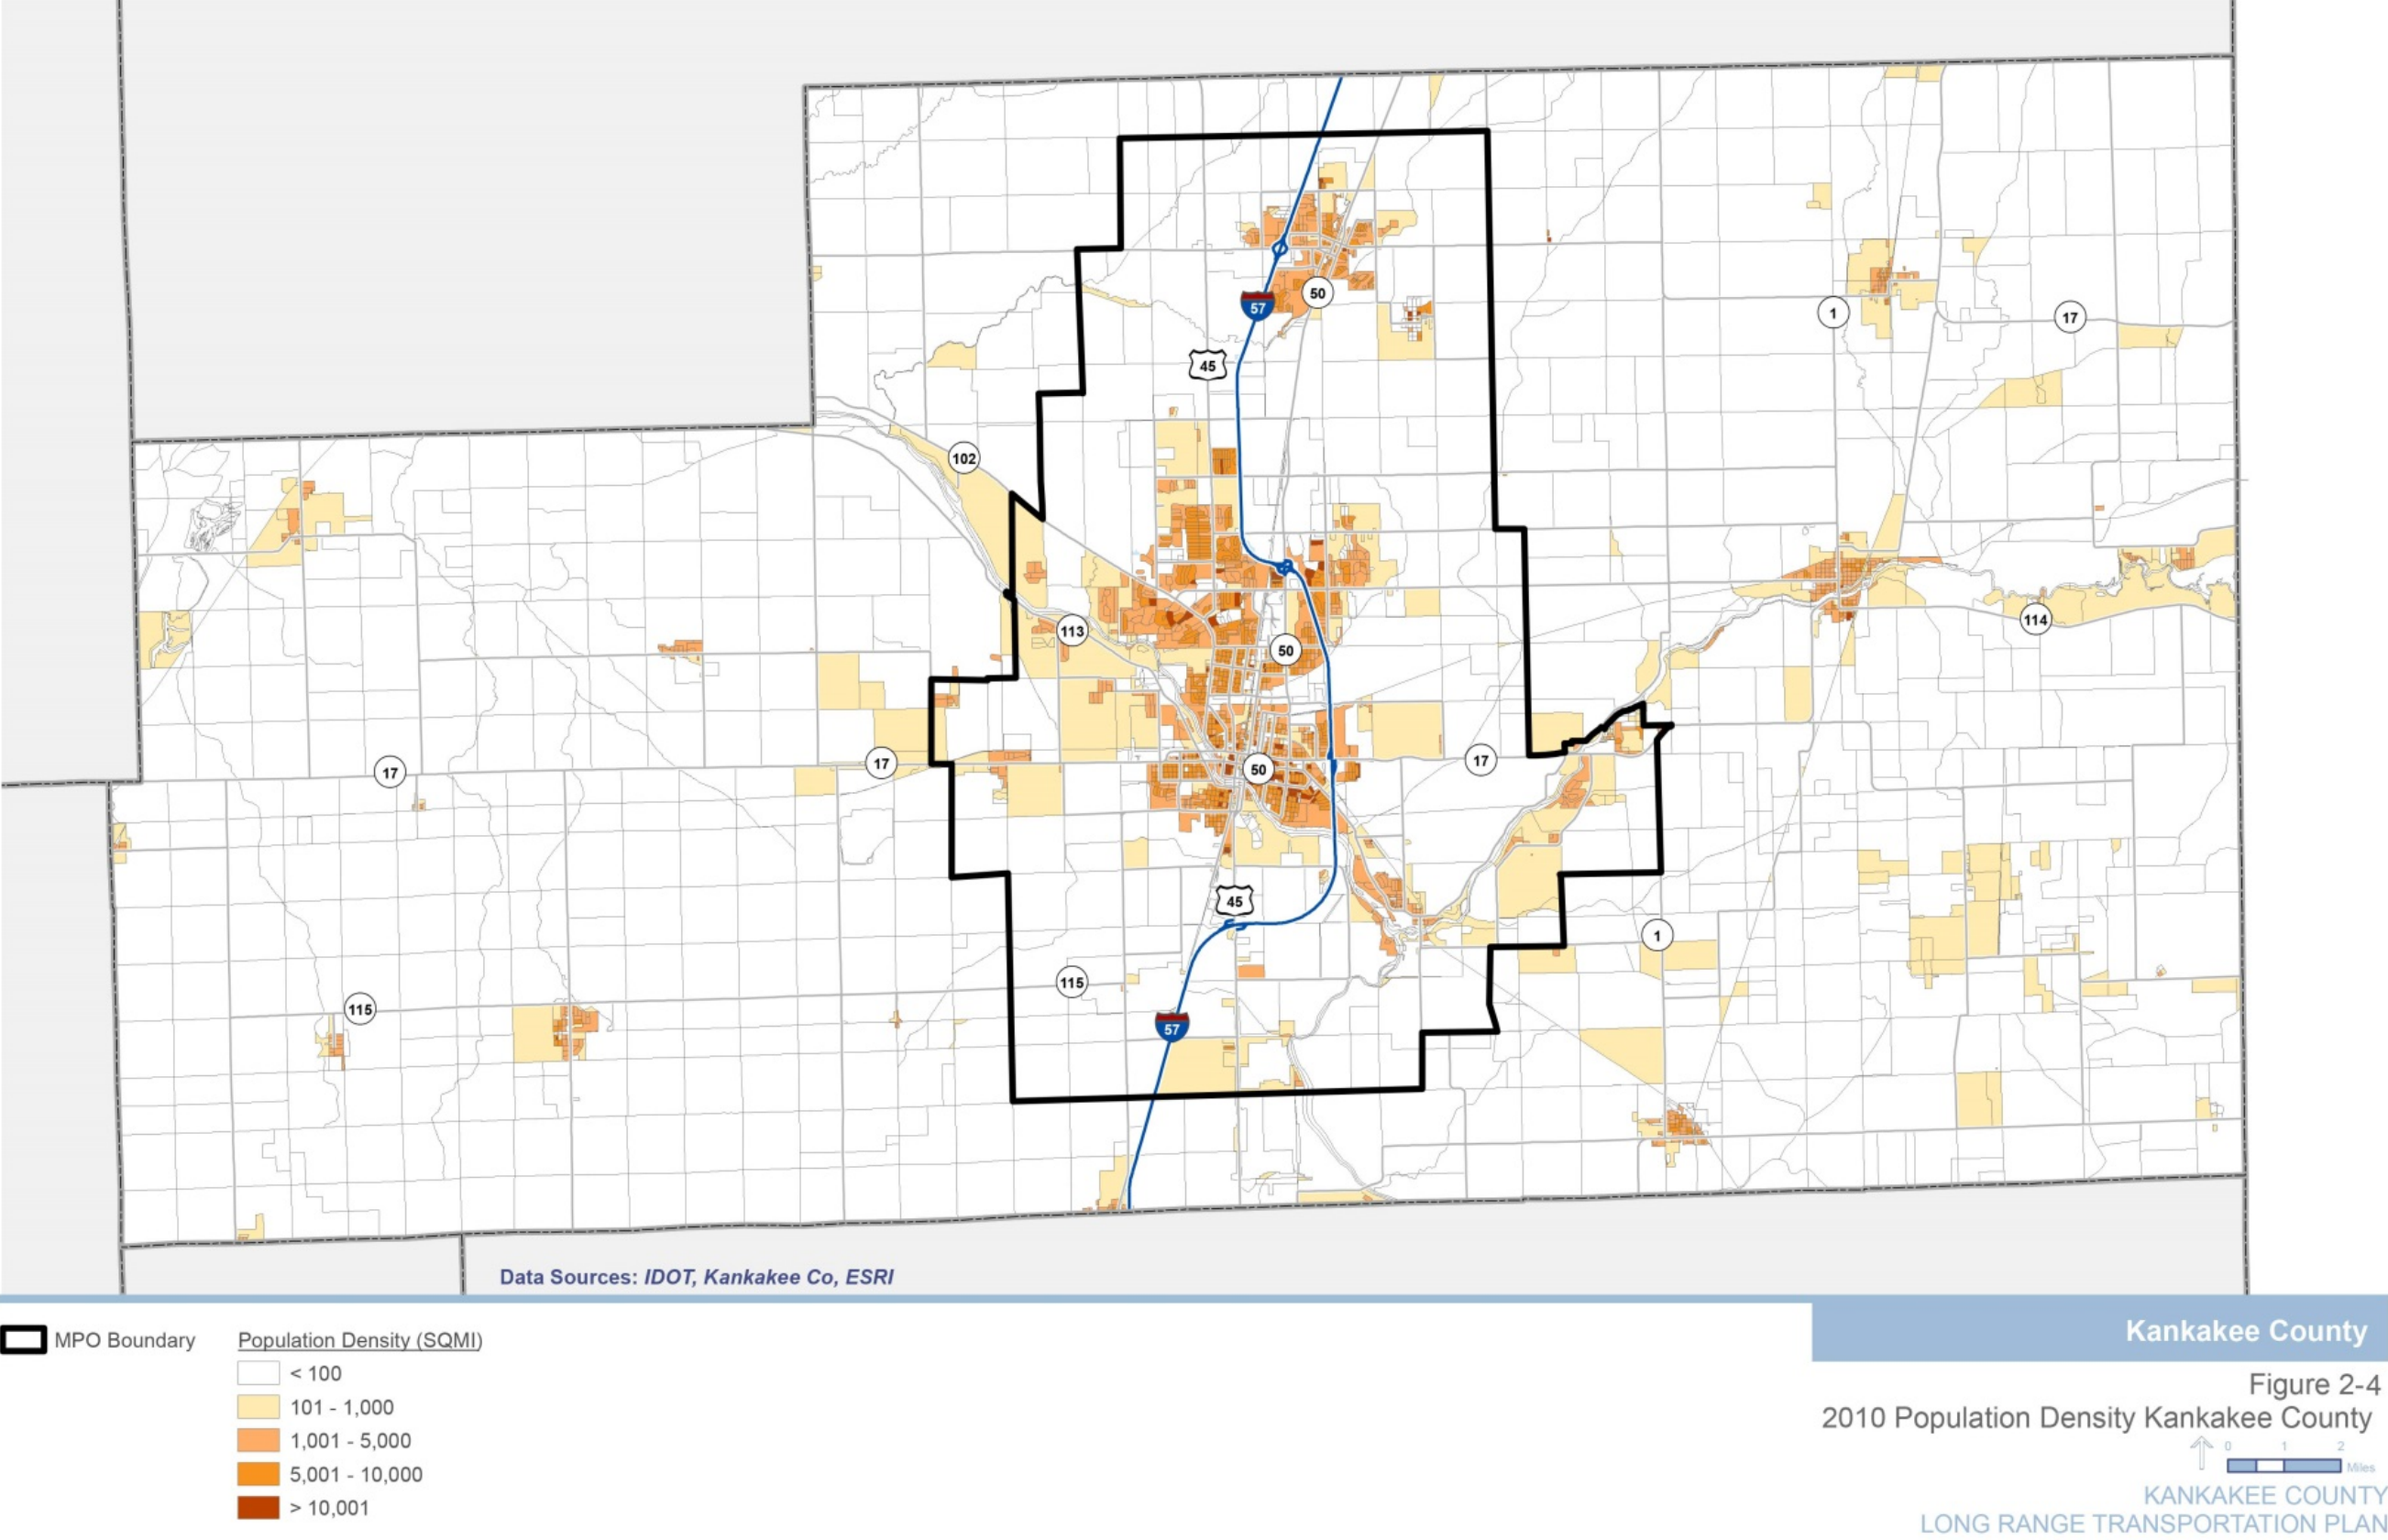 57
50
45
1
17
102
113
50
114
17
17
50
17
45
1
115
115
57
Data Sources: IDOT, Kankakee Co, ESRI
MPO Boundary
Population Density (SQMI)
< 100
101 - 1,000
1,001 - 5,000
5,001 - 10,000
> 10,001
Kankakee County
Figure 2-4
2010 Population Density Kankakee County
0 1 2
Miles
KANKAKEE COUNTY
LONG RANGE TRANSPORTATION PLAN